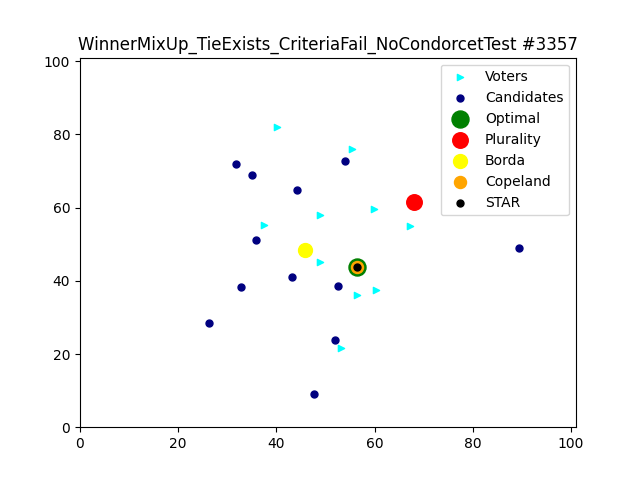 WinnerMixUp_TieExists_CriteriaFail_NoCondorcetTest #3357
100
80
60
40
20
0
0 20 40 60 80 100
Voters
Candidates
Optimal
Plurality
Borda
Copeland
STAR